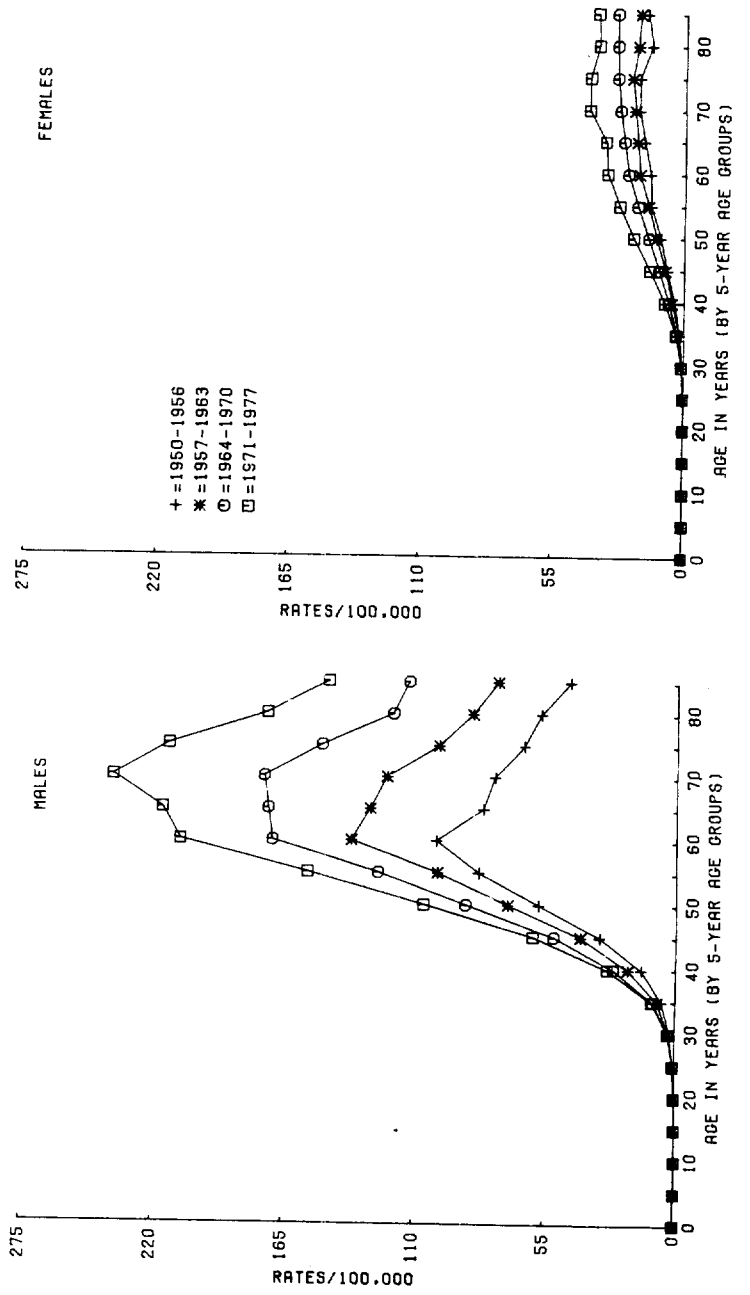 MALES
275
220
165
110
55
0
RATES/100,000
0 10 20 30 40 50 60 70 80
AGE IN YEARS (BY 5-YEAR AGE GROUPS)
FEMALES
+ =1950-1956
✱ =1957-1963
⊙ =1964-1970
⊡ =1971-1977
275
220
165
110
55
0
RATES/100,000
0 10 20 30 40 50 60 70 80
AGE IN YEARS (BY 5-YEAR AGE GROUPS)